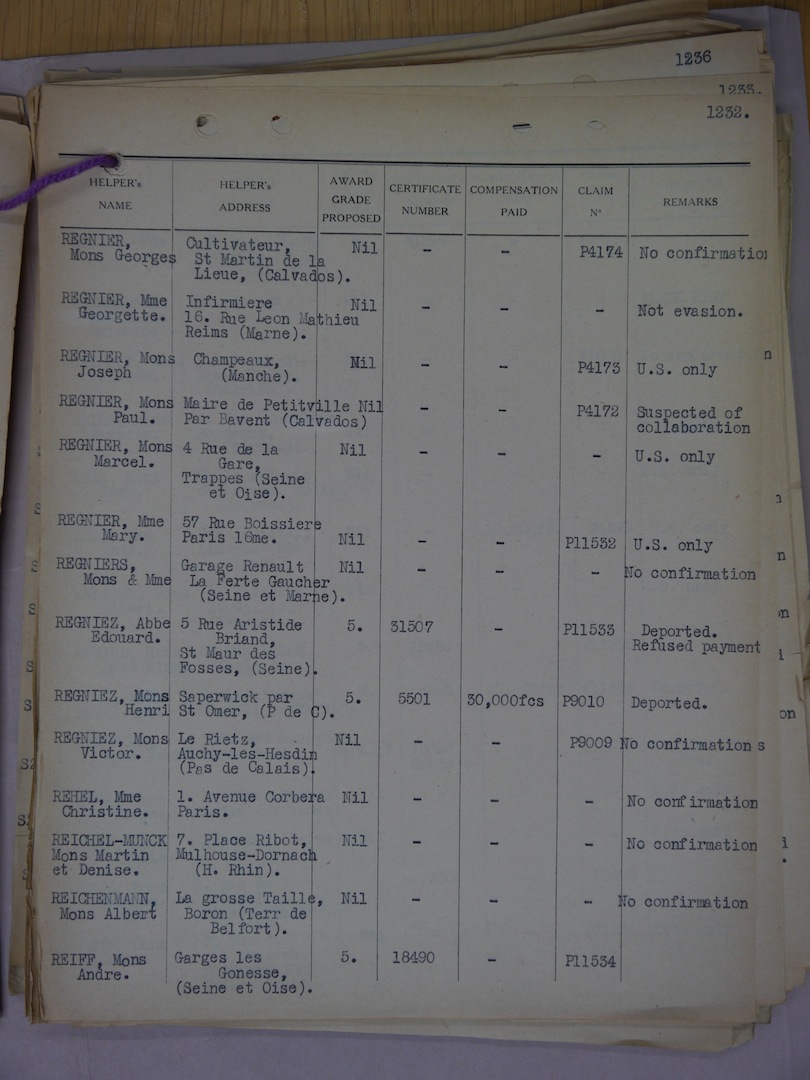 1236
1233.
1232.
HELPER's NAME HELPER's ADDRESS AWARD GRADE PROPOSED CERTIFICATE NUMBER COMPENSATION PAID CLAIM Nº REMARKS
REGNIER, Cultivateur, Nil - - P4174 No confirmatio
Mons Georges St Martin de la
Lieue, (Calvados).
REGNIER, Mme Infirmiere Nil - - - Not evasion.
Georgette. 16. Rue Leon Mathieu
Reims (Marne).
REGNIER, Mons Champeaux, Nil - - P4173 U.S. only
Joseph (Manche).
REGNIER, Mons Maire de Petitville Nil - - P4172 Suspected of
Paul. Par Bavent (Calvados) collaboration
REGNIER, Mons 4 Rue de la Nil - - - U.S. only
Marcel. Gare,
Trappes (Seine
et Oise).
REGNIER, Mme 57 Rue Boissiere
Mary. Paris 16me. Nil - - P11532 U.S. only
REGNIERS, Garage Renault Nil - - - No confirmation
Mons & Mme La Ferte Gaucher
(Seine et Marne).
REGNIEZ, Abbe 5 Rue Aristide 5. 31507 - P11533 Deported.
Edouard. Briand, Refused payment
St Maur des
Fosses, (Seine).
REGNIEZ, Mons Saperwick par 5. 5501 30,000fcs P9010 Deported.
Henri St Omer, (P de C).
REGNIEZ, Mons Le Rietz, Nil - - P9009 No confirmation s
Victor. Auchy-les-Hesdin
(Pas de Calais).
REHEL, Mme 1. Avenue Corbera Nil - - - No confirmation
Christine. Paris.
REICHEL-MUNCK 7. Place Ribot, Nil - - - No confirmation
Mons Martin Mulhouse-Dornach
et Denise. (H. Rhin).
REICHENMANN, La grosse Taille, Nil - - - No confirmation
Mons Albert Boron (Terr de
Belfort).
REIFF, Mons Garges les 5. 18490 - P11534
Andre. Gonesse,
(Seine et Oise).